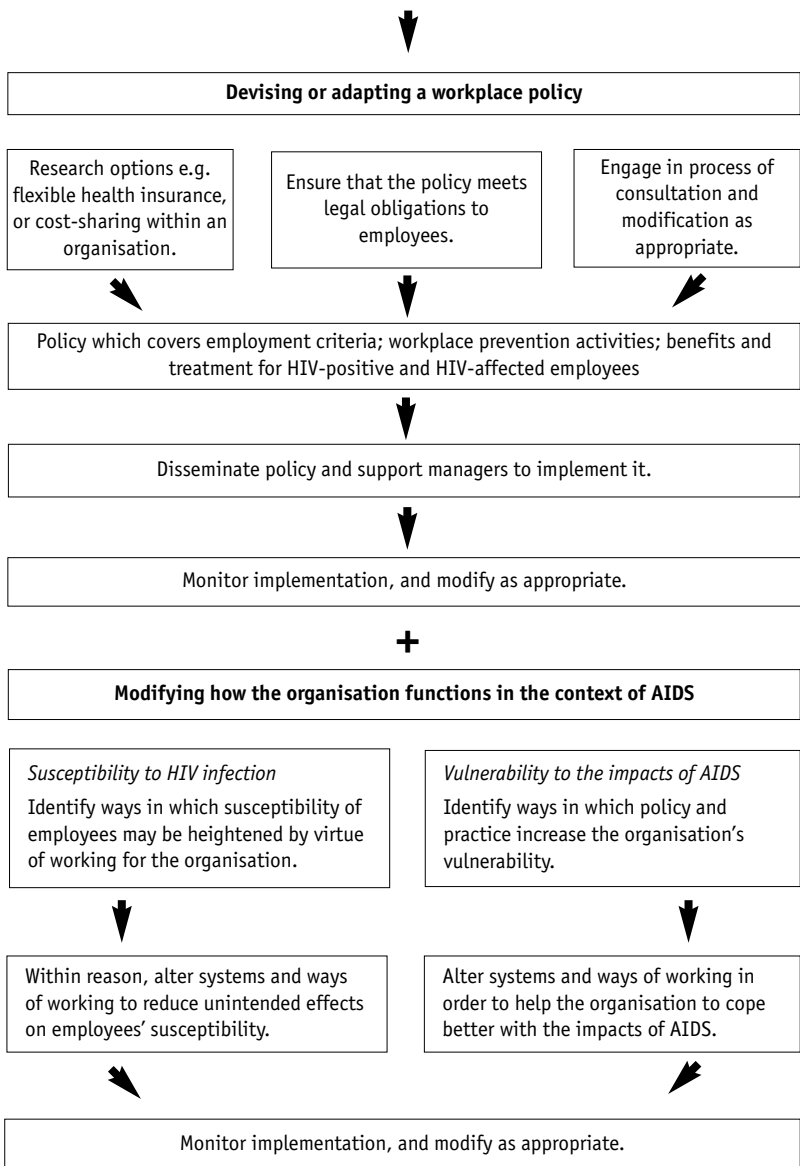 Devising or adapting a workplace policy
Research options e.g.
flexible health insurance,
or cost-sharing within an
organisation.
Ensure that the policy meets
legal obligations to
employees.
Engage in process of
consultation and
modification as
appropriate.
Policy which covers employment criteria; workplace prevention activities; benefits and
treatment for HIV-positive and HIV-affected employees
Disseminate policy and support managers to implement it.
Monitor implementation, and modify as appropriate.
+
Modifying how the organisation functions in the context of AIDS
Susceptibility to HIV infection
Identify ways in which susceptibility of
employees may be heightened by virtue
of working for the organisation.
Vulnerability to the impacts of AIDS
Identify ways in which policy and
practice increase the organisation's
vulnerability.
Within reason, alter systems and ways
of working to reduce unintended effects
on employees' susceptibility.
Alter systems and ways of working in
order to help the organisation to cope
better with the impacts of AIDS.
Monitor implementation, and modify as appropriate.